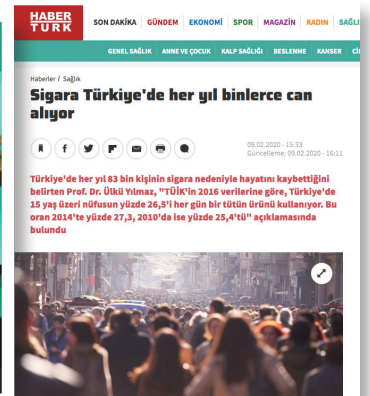 HABER
TÜRK
SON DAKİKA GÜNDEM EKONOMİ SPOR MAGAZİN KADIN
GENEL SAĞLIK ANNE VE ÇOCUK KALP SAĞLIĞI BESLENME KANSER
Haberler / Sağlık
Sigara Türkiye'de her yıl binlerce can
alıyor
09.02.2020 - 15:33
Güncelleme: 09.02.2020 - 16:11
Türkiye'de her yıl 83 bin kişinin sigara nedeniyle hayatını kaybettiğini
belirten Prof. Dr. Ülkü Yılmaz, "TÜİK'in 2016 verilerine göre, Türkiye'de
15 yaş üzeri nüfusun yüzde 26,5'i her gün bir tütün ürünü kullanıyor. Bu
oran 2014'te yüzde 27,3, 2010'da ise yüzde 25,4'tü" açıklamasında
bulundu